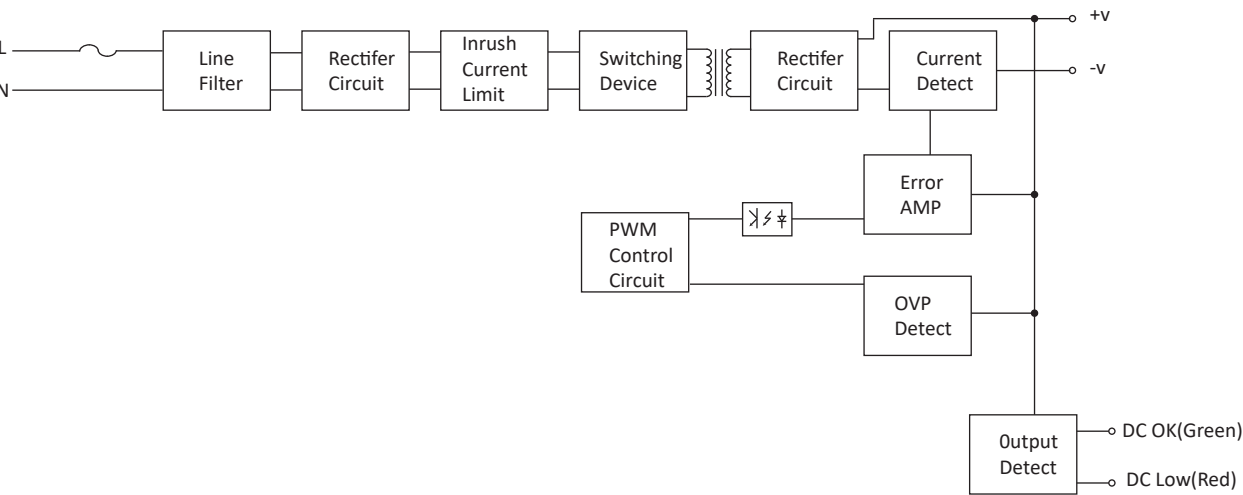 L
N
Line
Filter
Rectifer
Circuit
Inrush
Current
Limit
Switching
Device
Rectifer
Circuit
Current
Detect
+v
-v
Error
AMP
PWM
Control
Circuit
OVP
Detect
0utput
Detect
DC OK(Green)
DC Low(Red)